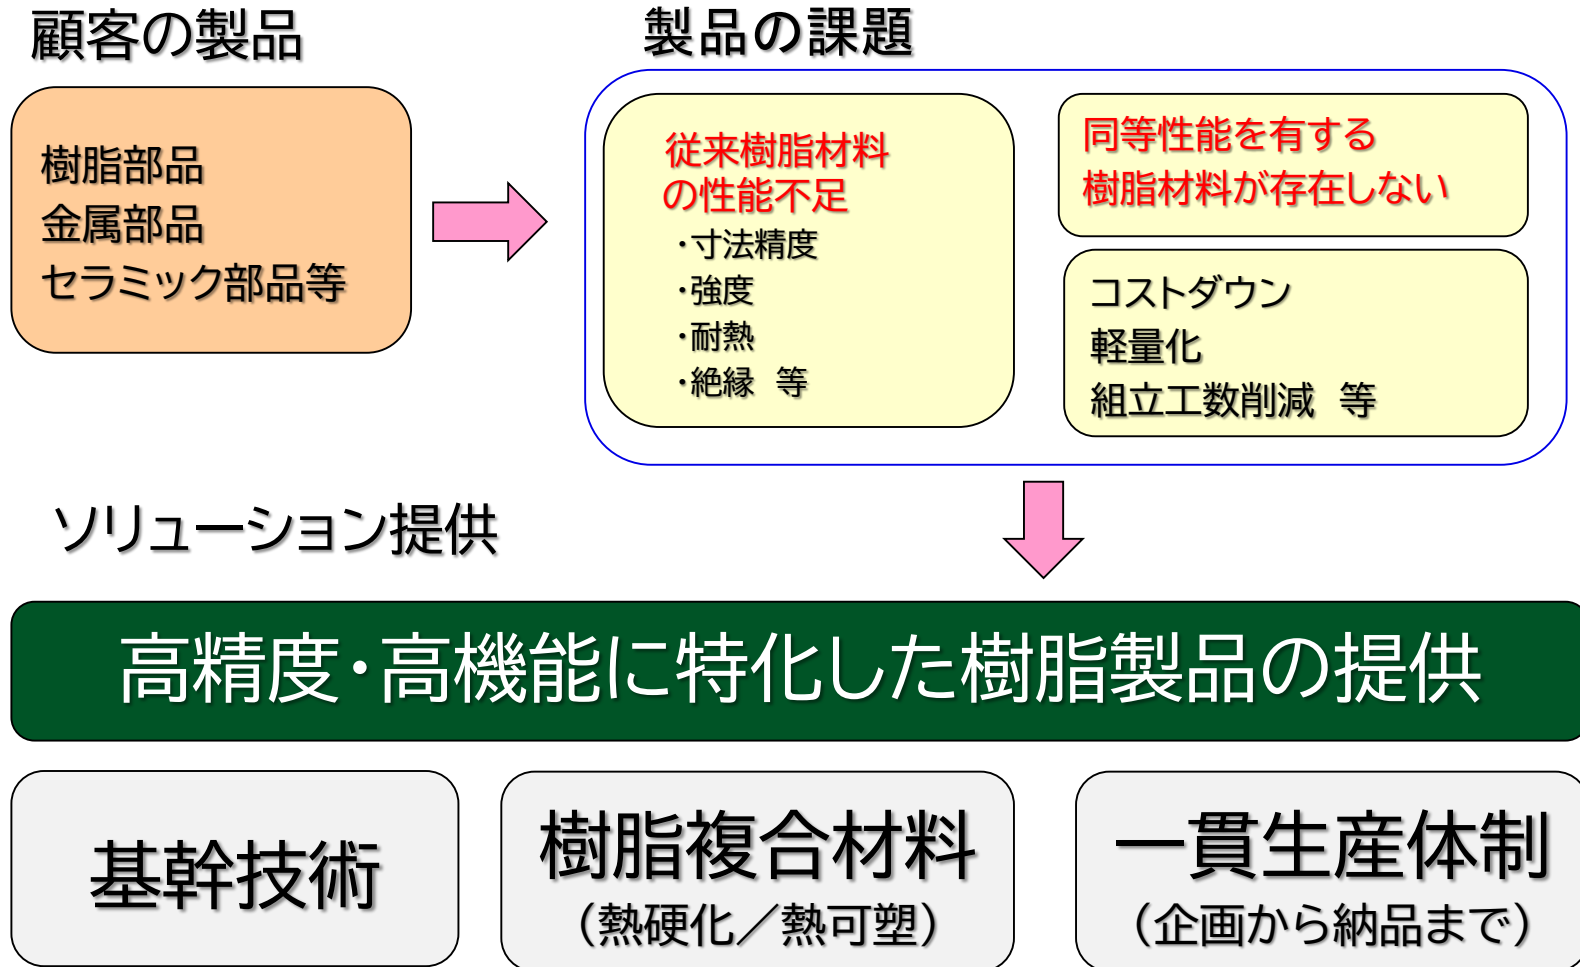 顧客の製品
樹脂部品
金属部品
セラミック部品等
製品の課題
従来樹脂材料
の性能不足
・寸法精度
・強度
・耐熱
・絶縁　等
同等性能を有する
樹脂材料が存在しない
コストダウン
軽量化
組立工数削減　等
ソリューション提供
高精度・高機能に特化した樹脂製品の提供
基幹技術
樹脂複合材料
（熱硬化／熱可塑）
一貫生産体制
（企画から納品まで）